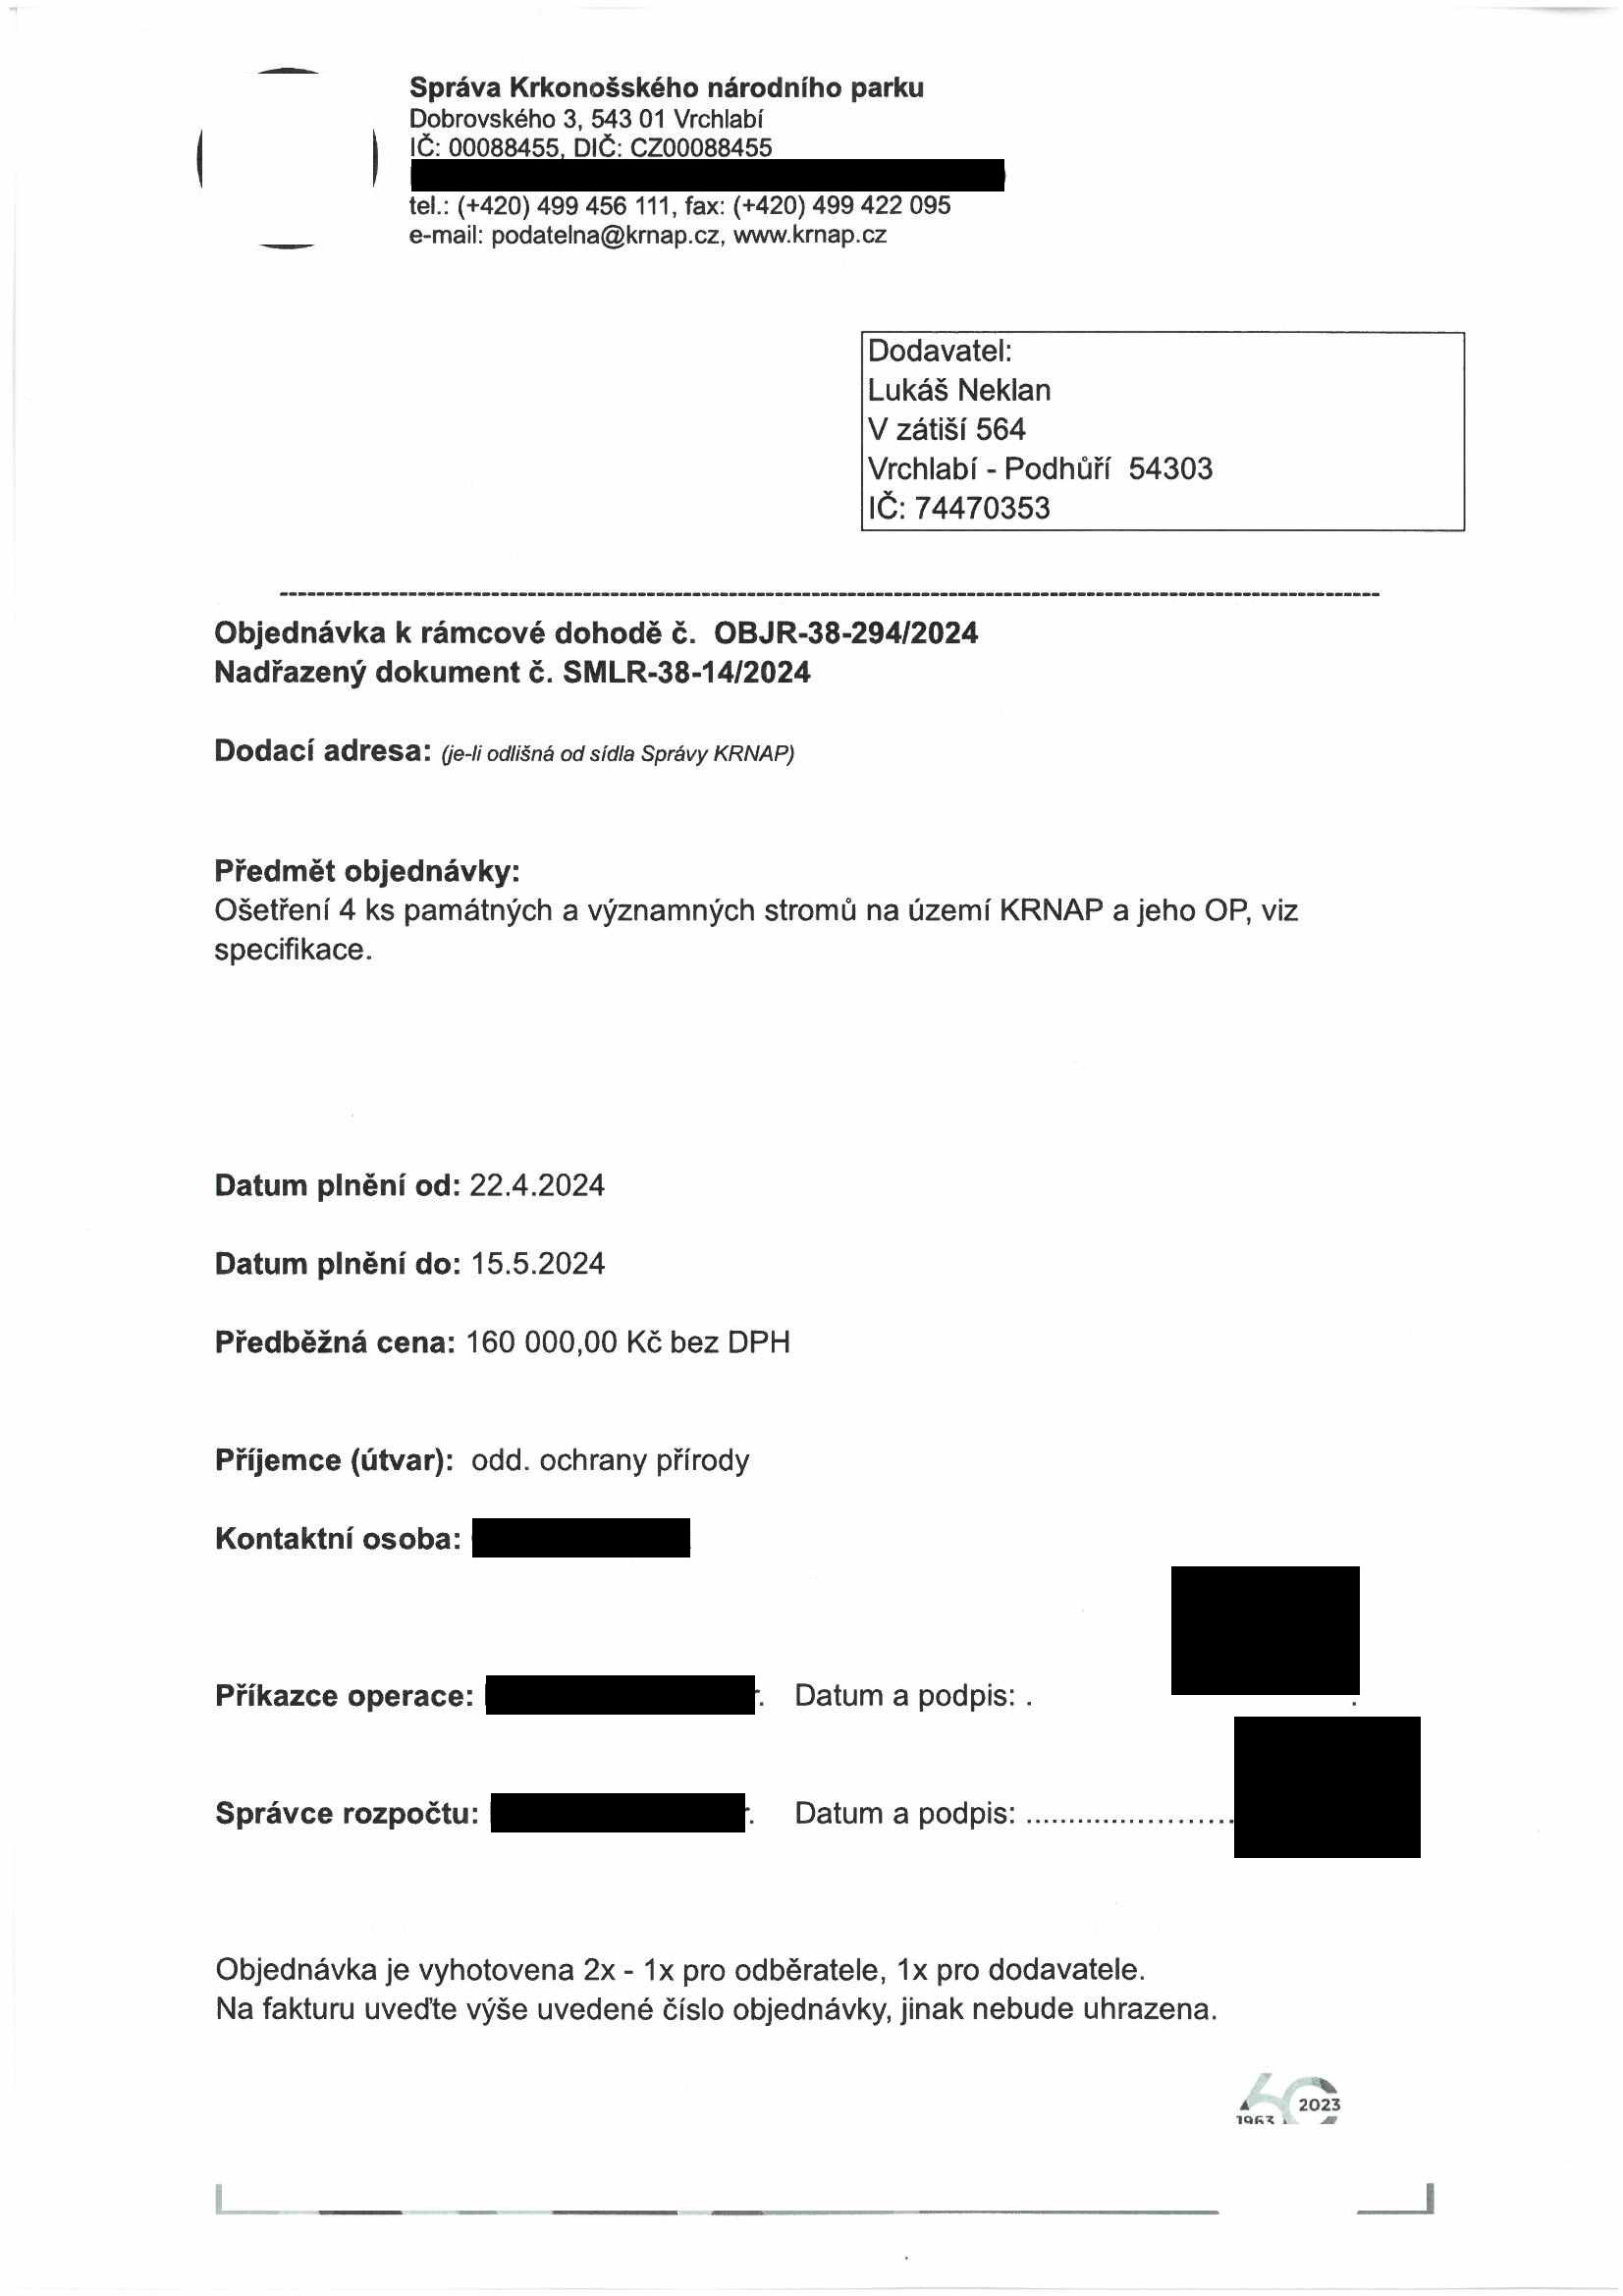 Správa Krkonošského národního parku
Dobrovského 3, 543 01 Vrchlabí
IČ: 00088455, DIČ: CZ00088455
tel.: (+420) 499 456 111, fax: (+420) 499 422 095
e-mail: podatelna@krnap.cz, www.krnap.cz
Dodavatel:
Lukáš Neklan
V zátiší 564
Vrchlabí - Podhůří 54303
IČ: 74470353
Objednávka k rámcové dohodě č. OBJR-38-294/2024
Nadřazený dokument č. SMLR-38-14/2024
Dodací adresa: (je-li odlišná od sídla Správy KRNAP)
Předmět objednávky:
Ošetření 4 ks památných a významných stromů na území KRNAP a jeho OP, viz
specifikace.
Datum plnění od: 22.4.2024
Datum plnění do: 15.5.2024
Předběžná cena: 160 000,00 Kč bez DPH
Příjemce (útvar): odd. ochrany přírody
Kontaktní osoba:
Příkazce operace: Datum a podpis: .
Správce rozpočtu: Datum a podpis: ........................
Objednávka je vyhotovena 2x - 1x pro odběratele, 1x pro dodavatele.
Na fakturu uveďte výše uvedené číslo objednávky, jinak nebude uhrazena.
60
1963 2023